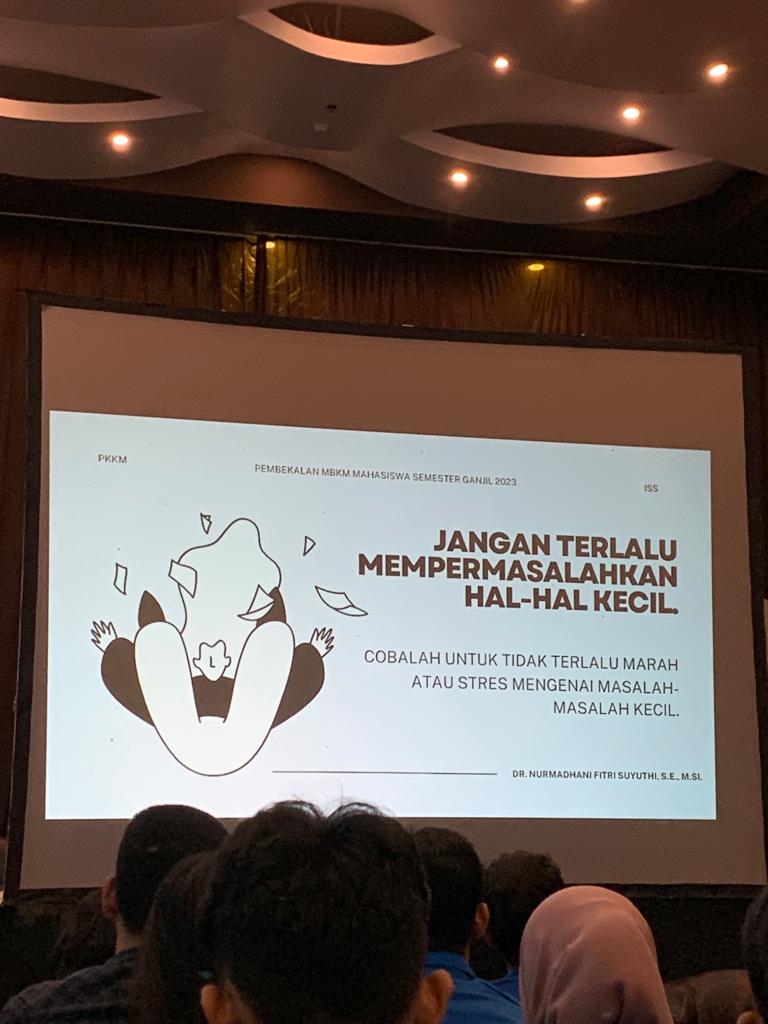 PKKM
PEMBEKALAN MBKM MAHASISWA SEMESTER GANJIL 2023
ISS
JANGAN TERLALU
MEMPERMASALAHKAN
HAL-HAL KECIL.
COBALAH UNTUK TIDAK TERLALU MARAH
ATAU STRES MENGENAI MASALAH-
MASALAH KECIL.
DR. NURMADHANI FITRI SUYUTHI, S.E., M.SI.